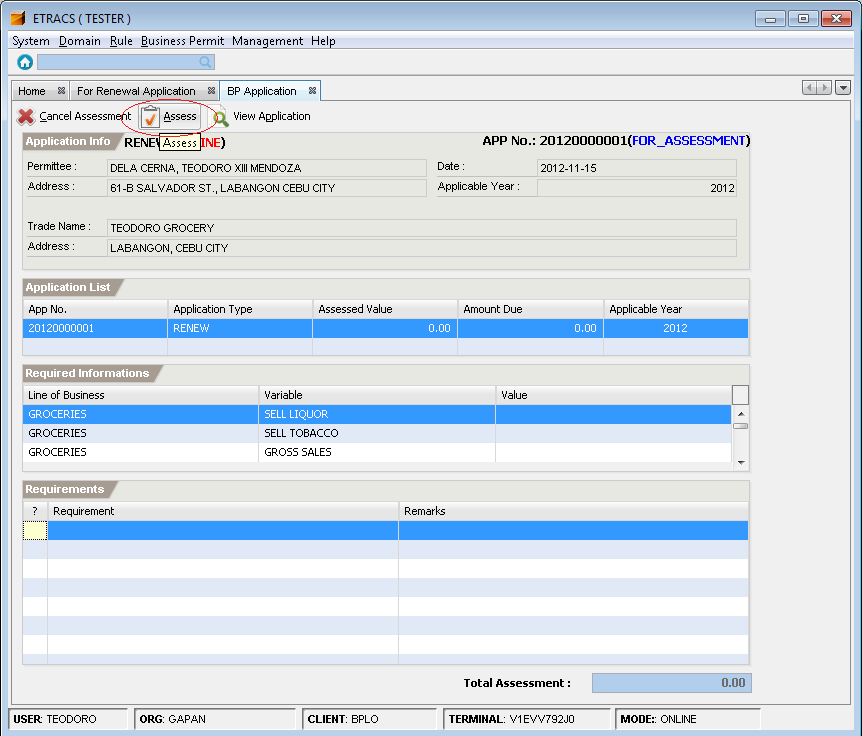 ETRACS ( TESTER )
System Domain Rule Business Permit Management Help
Home For Renewal Application BP Application
Cancel Assessment Assess View Application
Application Info INE) APP No.: 20120000001(FOR_ASSESSMENT)
Assess
Permittee : DELA CERNA, TEODORO XIII MENDOZA Date : 2012-11-15
Address : 61-B SALVADOR ST., LABANGON CEBU CITY Applicable Year : 2012
Trade Name : TEODORO GROCERY
Address : LABANGON, CEBU CITY
Application List
App No. Application Type Assessed Value Amount Due Applicable Year
20120000001 RENEW 0.00 0.00 2012
Required Informations
Line of Business Variable Value
GROCERIES SELL LIQUOR
GROCERIES SELL TOBACCO
GROCERIES GROSS SALES
Requirements
? Requirement Remarks
Total Assessment : 0.00
USER: TEODORO ORG: GAPAN CLIENT: BPLO TERMINAL: V1EVV792J0 MODE:: ONLINE